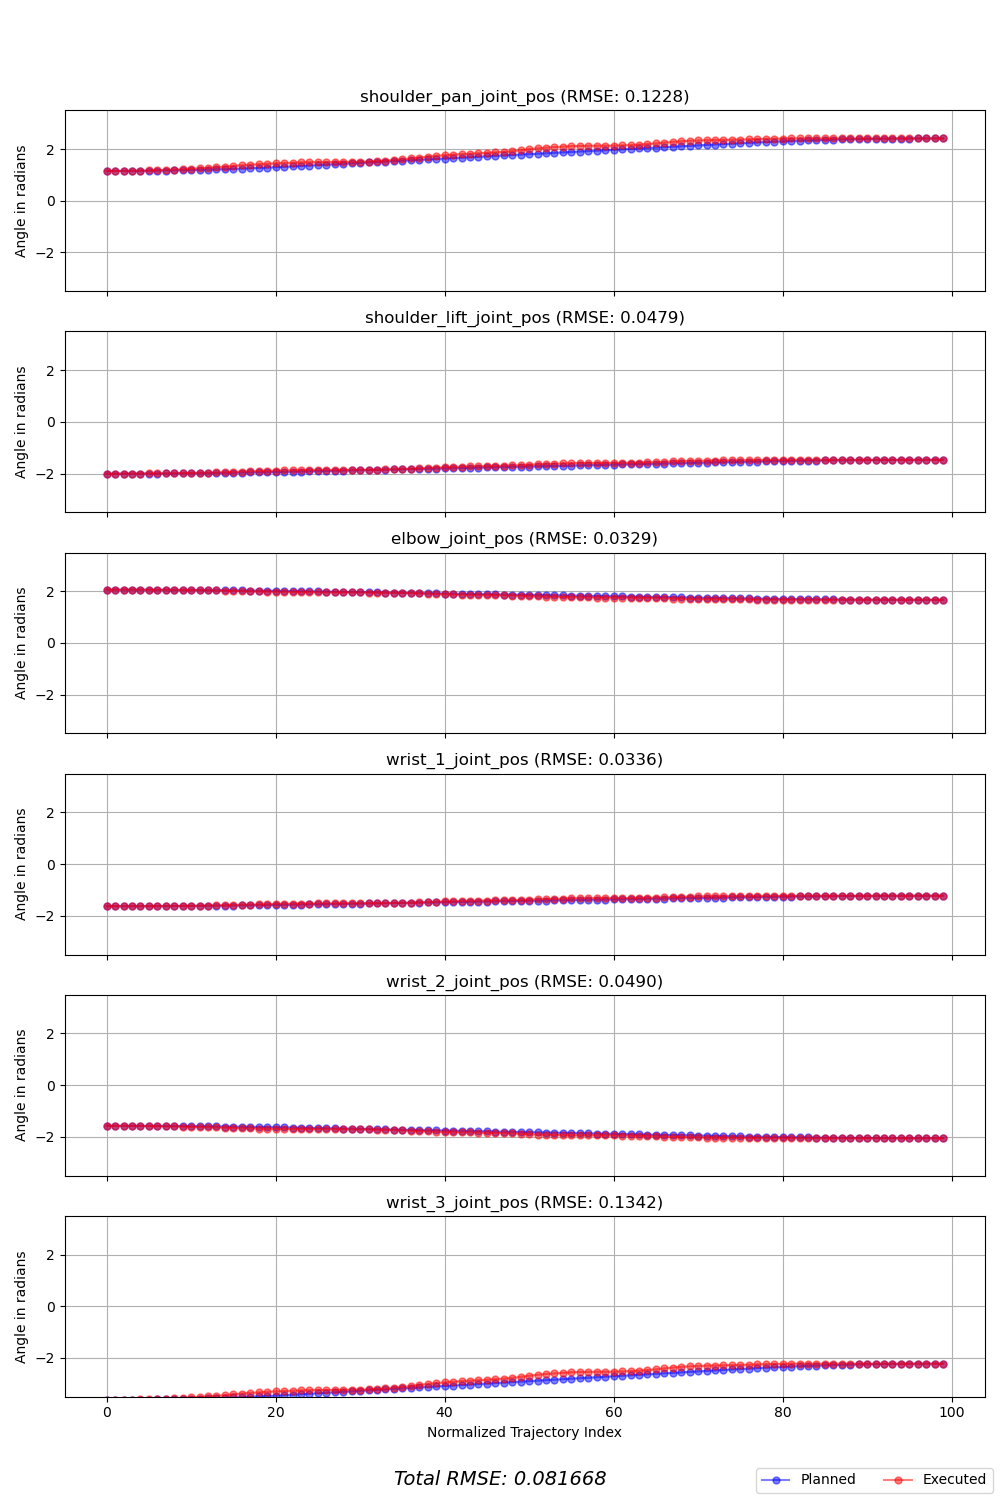 shoulder_pan_joint_pos (RMSE: 0.1228)
Angle in radians
2
0
−2
shoulder_lift_joint_pos (RMSE: 0.0479)
Angle in radians
2
0
−2
elbow_joint_pos (RMSE: 0.0329)
Angle in radians
2
0
−2
wrist_1_joint_pos (RMSE: 0.0336)
Angle in radians
2
0
−2
wrist_2_joint_pos (RMSE: 0.0490)
Angle in radians
2
0
−2
wrist_3_joint_pos (RMSE: 0.1342)
Angle in radians
2
0
−2
0 20 40 60 80 100
Normalized Trajectory Index
Total RMSE: 0.081668
Planned Executed